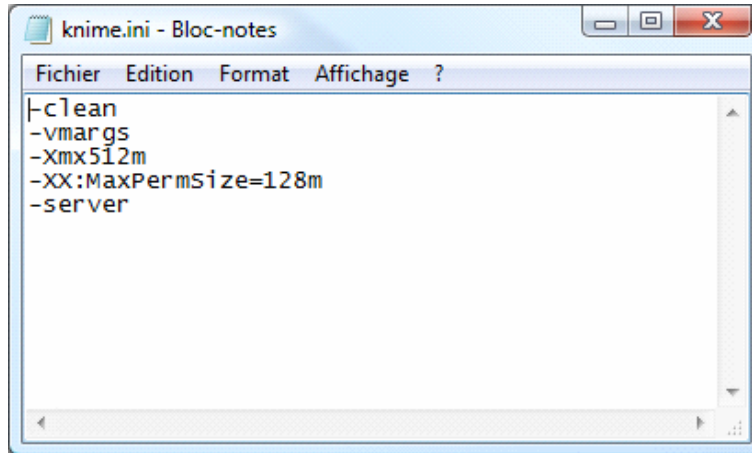 knime.ini - Bloc-notes
Fichier Edition Format Affichage ?
-clean
-vmargs
-Xmx512m
-XX:MaxPermSize=128m
-server